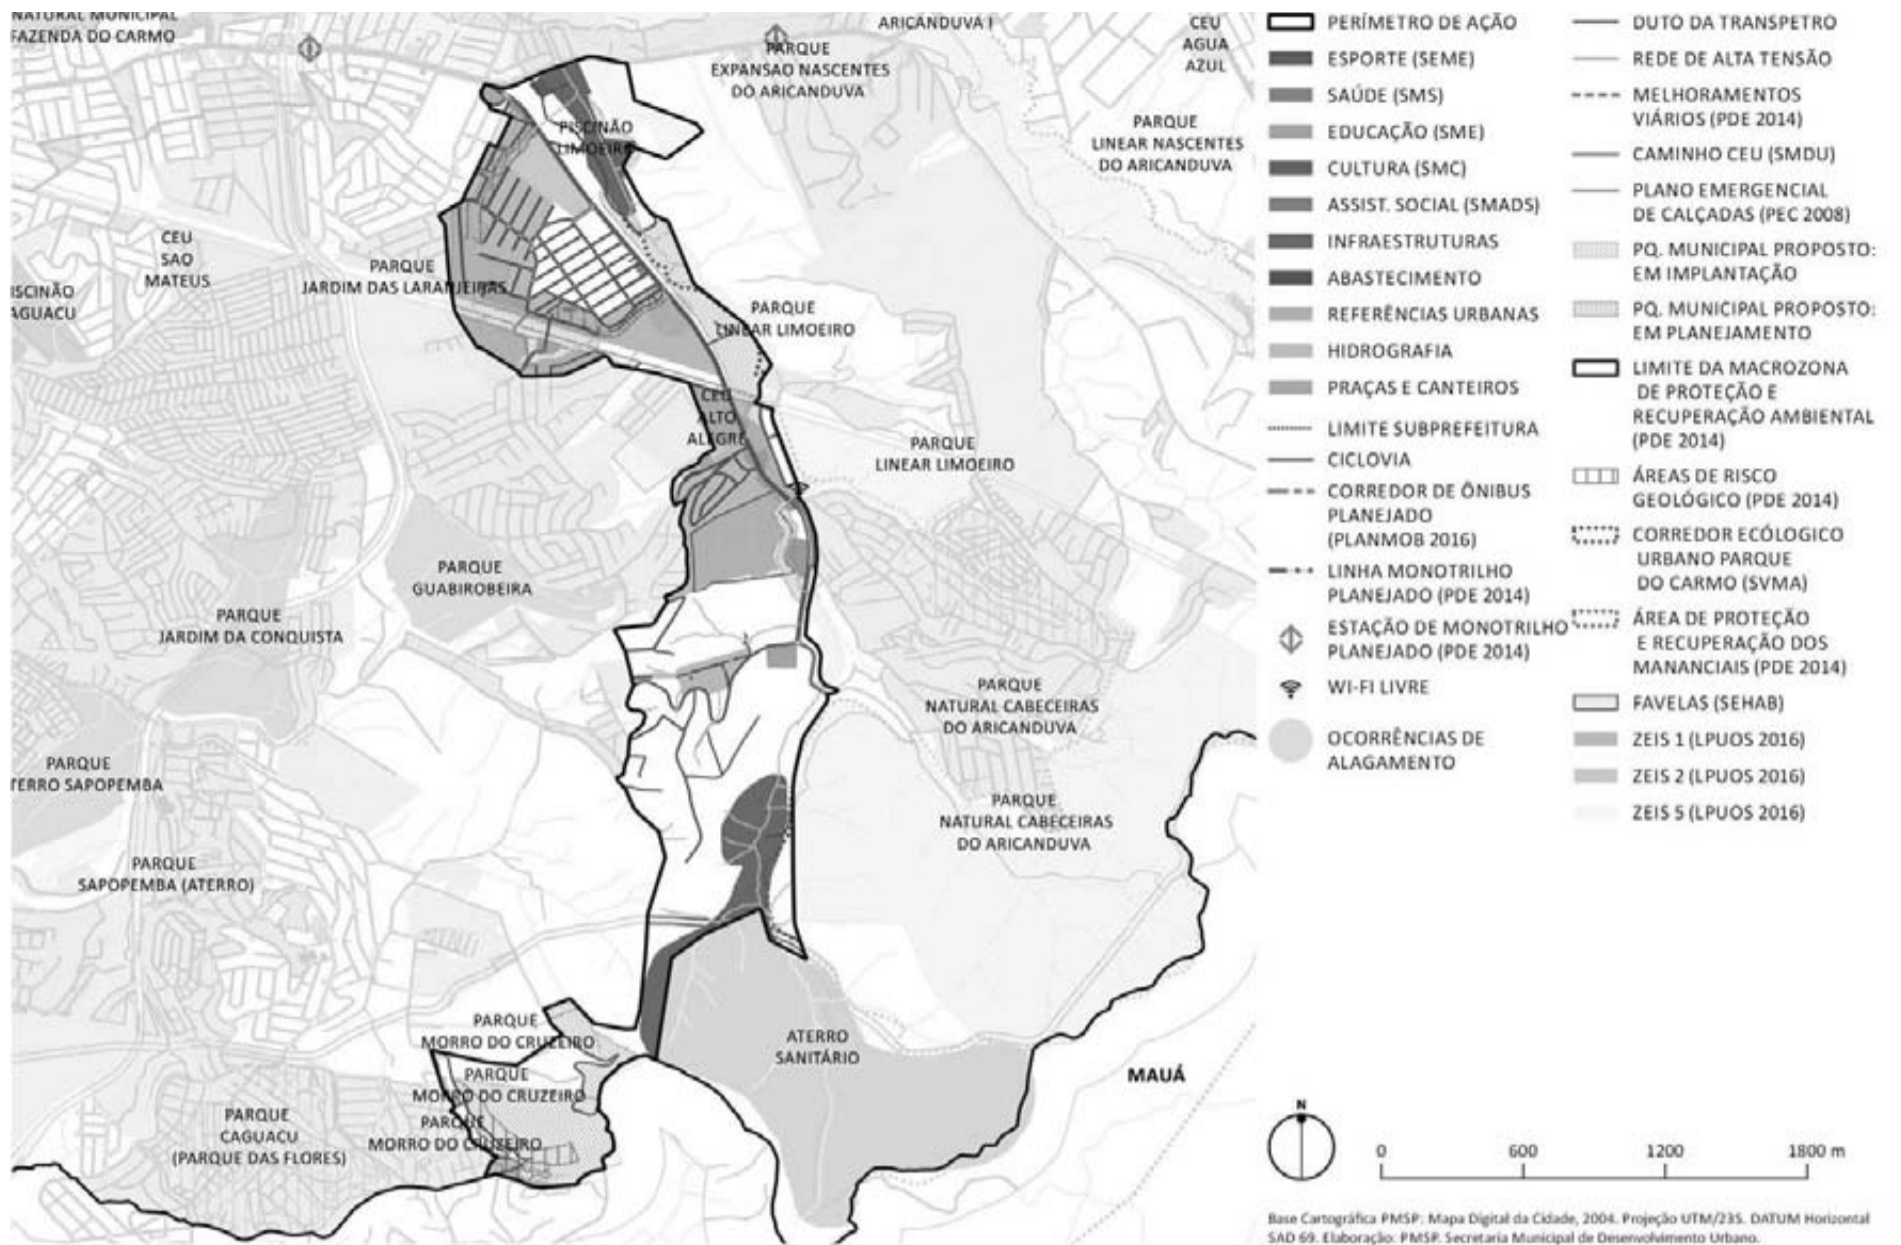 NATURAL MUNICIPAL
FAZENDA DO CARMO
ARICANDUVA I
CEU
AGUA
AZUL
PARQUE
EXPANSAO NASCENTES
DO ARICANDUVA
PISCINÃO
LIMOEIRO
PARQUE
LINEAR NASCENTES
DO ARICANDUVA
CEU
SAO
MATEUS
PARQUE
JARDIM DAS LARANJEIRAS
ISCINÃO
AGUACU
PARQUE
LINEAR LIMOEIRO
CEU
ALTO
ALEGRE
PARQUE
LINEAR LIMOEIRO
PARQUE
GUABIROBEIRA
PARQUE
JARDIM DA CONQUISTA
PARQUE
NATURAL CABECEIRAS
DO ARICANDUVA
PARQUE
TERRO SAPOPEMBA
PARQUE
NATURAL CABECEIRAS
DO ARICANDUVA
PARQUE
SAPOPEMBA (ATERRO)
PARQUE
MORRO DO CRUZEIRO
ATERRO
SANITÁRIO
PARQUE
MORRO DO CRUZEIRO
MAUÁ
PARQUE
CAGUACU
(PARQUE DAS FLORES)
PARQUE
MORRO DO CRUZEIRO
PERÍMETRO DE AÇÃO
ESPORTE (SEME)
SAÚDE (SMS)
EDUCAÇÃO (SME)
CULTURA (SMC)
ASSIST. SOCIAL (SMADS)
INFRAESTRUTURAS
ABASTECIMENTO
REFERÊNCIAS URBANAS
HIDROGRAFIA
PRAÇAS E CANTEIROS
LIMITE SUBPREFEITURA
CICLOVIA
CORREDOR DE ÔNIBUS
PLANEJADO
(PLANMOB 2016)
LINHA MONOTRILHO
PLANEJADO (PDE 2014)
ESTAÇÃO DE MONOTRILHO
PLANEJADO (PDE 2014)
WI-FI LIVRE
OCORRÊNCIAS DE
ALAGAMENTO
DUTO DA TRANSPETRO
REDE DE ALTA TENSÃO
MELHORAMENTOS
VIÁRIOS (PDE 2014)
CAMINHO CEU (SMDU)
PLANO EMERGENCIAL
DE CALÇADAS (PEC 2008)
PQ. MUNICIPAL PROPOSTO:
EM IMPLANTAÇÃO
PQ. MUNICIPAL PROPOSTO:
EM PLANEJAMENTO
LIMITE DA MACROZONA
DE PROTEÇÃO E
RECUPERAÇÃO AMBIENTAL
(PDE 2014)
ÁREAS DE RISCO
GEOLÓGICO (PDE 2014)
CORREDOR ECÓLOGICO
URBANO PARQUE
DO CARMO (SVMA)
ÁREA DE PROTEÇÃO
E RECUPERAÇÃO DOS
MANANCIAIS (PDE 2014)
FAVELAS (SEHAB)
ZEIS 1 (LPUOS 2016)
ZEIS 2 (LPUOS 2016)
ZEIS 5 (LPUOS 2016)
N
0 600 1200 1800 m
Base Cartográfica PMSP: Mapa Digital da Cidade, 2004. Projeção UTM/23S. DATUM Horizontal
SAD 69. Elaboração: PMSP. Secretaria Municipal de Desenvolvimento Urbano.